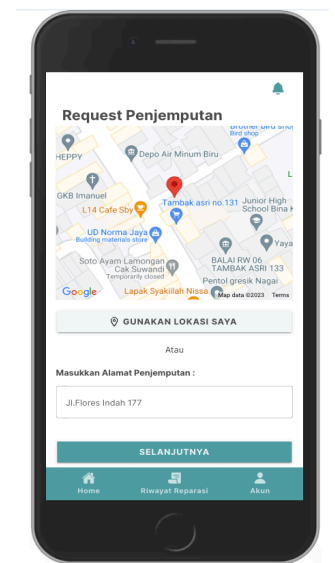 Request Penjemputan
Brother Bird Shop
Bird shop
HEPPY
Depo Air Minum Biru
GKB Imanuel
L14 Cafe Sby
Tambak asri no.131
Junior High
School Bina
UD Norma Jaya
Building materials store
Yaya
Soto Ayam Lamongan
Cak Suwandi
Temporarily closed
BALAI RW 06
TAMBAK ASRI 133
Pentol gresik Nagai
Lapak Syakillah Nissa
Google
Map data ©2023 Terms
GUNAKAN LOKASI SAYA
Atau
Masukkan Alamat Penjemputan :
Jl.Flores Indah 177
SELANJUTNYA
Home
Riwayat Reparasi
Akun